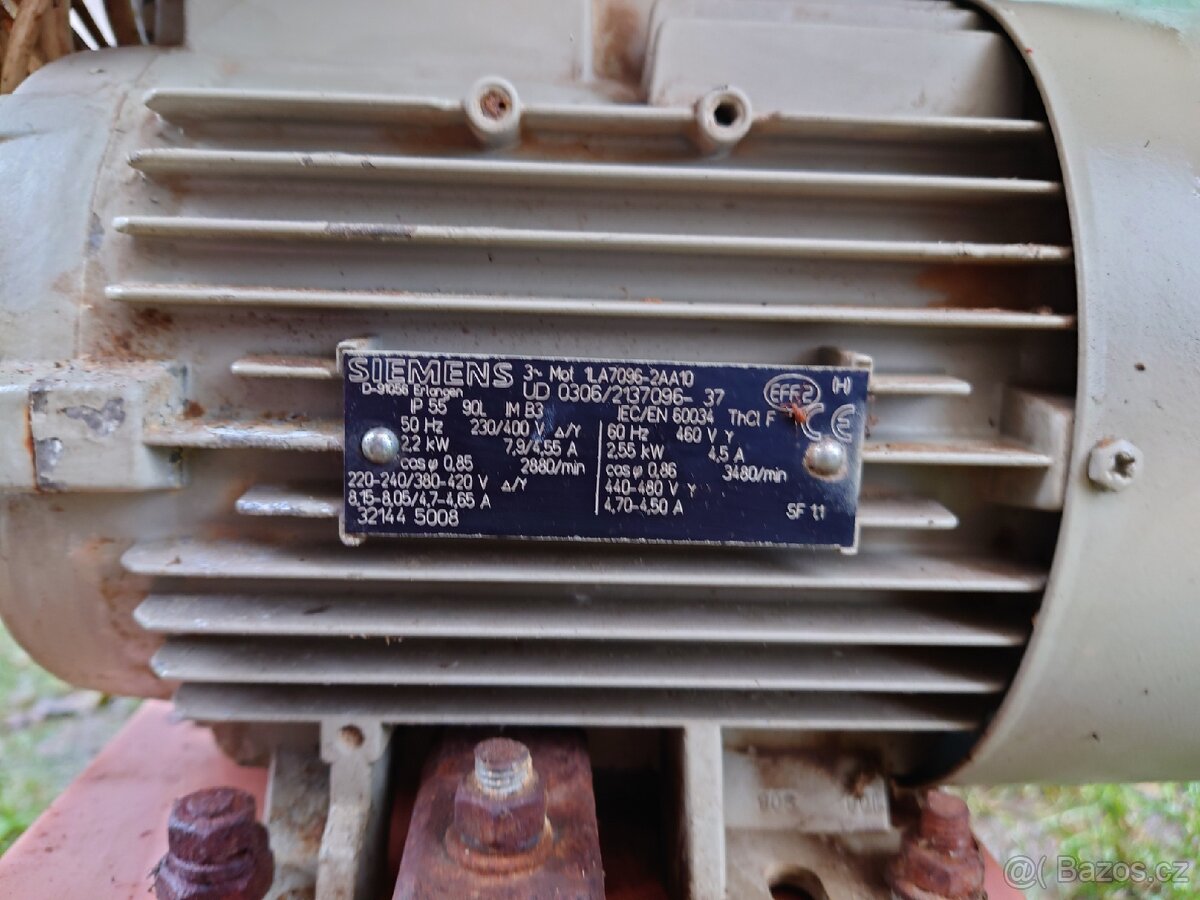 SIEMENS 3~ Mot 1LA7096-2AA10
D-91056 Erlangen UD 0306/2137096- 37 EFF2 (H)
IP 55 90L IM B3 IEC/EN 60034 ThCl F CE
50 Hz 230/400 V Δ/Y 60 Hz 460 V Y
2,2 kW 7,9/4,55 A 2,55 kW 4,5 A
cos φ 0,85 2880/min cos φ 0,86 3480/min
220-240/380-420 V Δ/Y 440-480 V Y
8,15-8,05/4,7-4,65 A 4,70-4,50 A SF 1,1
32144 5008
Bazos.cz